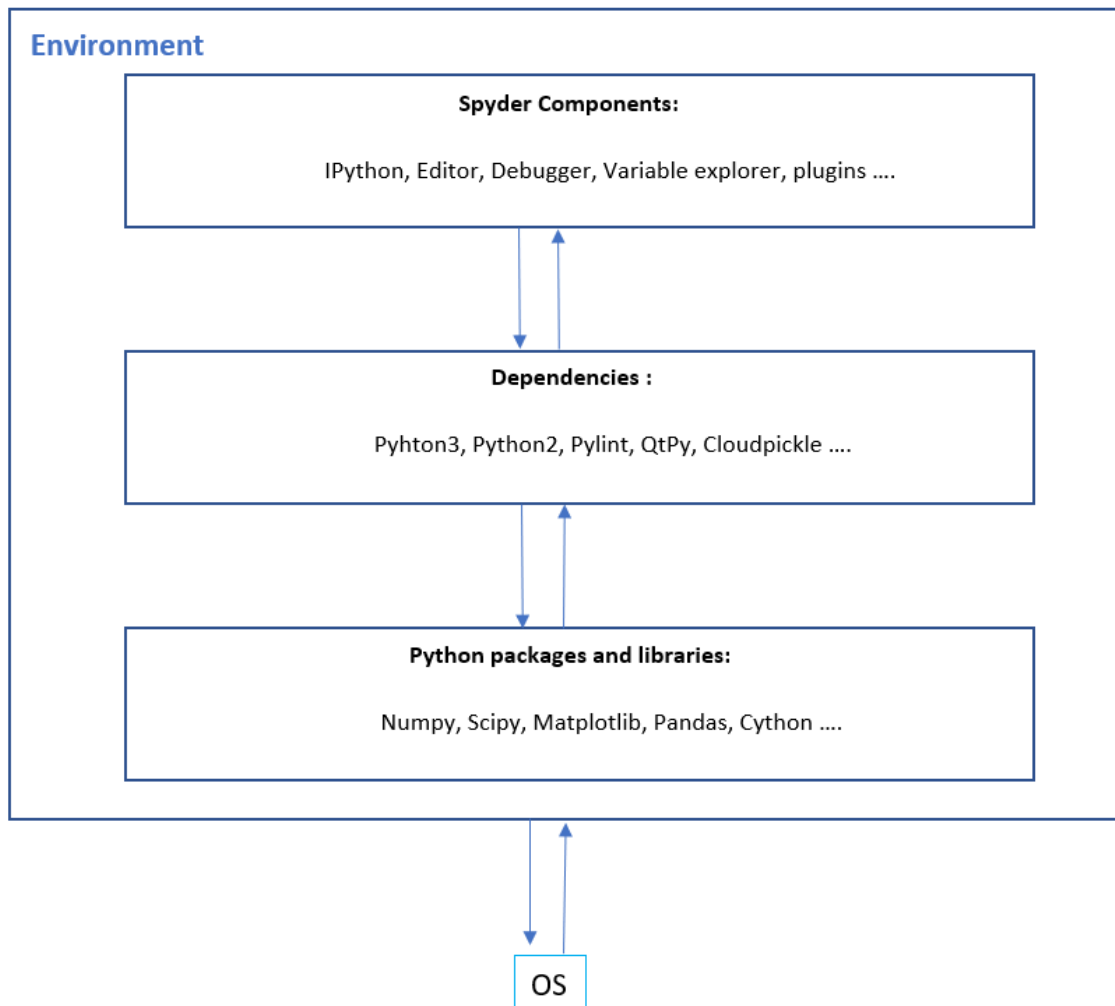 Environment
Spyder Components:
IPython, Editor, Debugger, Variable explorer, plugins ....
Dependencies :
Pyhton3, Python2, Pylint, QtPy, Cloudpickle ....
Python packages and libraries:
Numpy, Scipy, Matplotlib, Pandas, Cython ....
OS